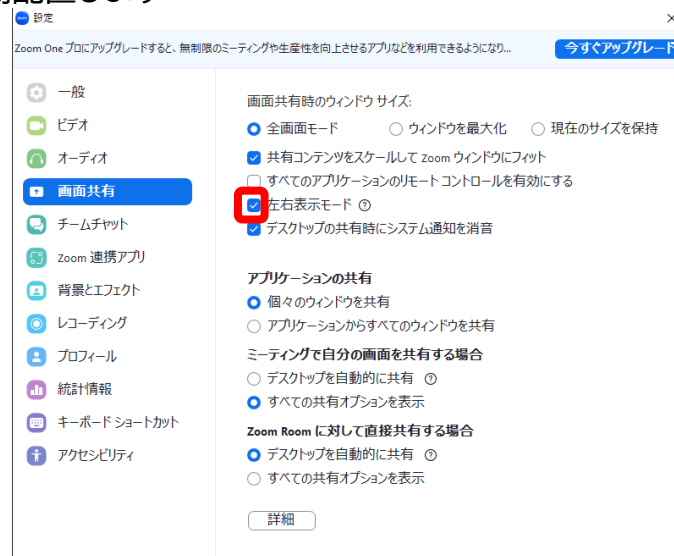 設定
Zoom One プロにアップグレードすると、無制限のミーティングや生産性を向上させるアプリなどを利用できるようになり...
今すぐアップグレード
一般
ビデオ
オーディオ
画面共有
チームチャット
Zoom 連携アプリ
背景とエフェクト
レコーディング
プロフィール
統計情報
キーボード ショートカット
アクセシビリティ
画面共有時のウィンドウ サイズ:
全画面モード ウィンドウを最大化 現在のサイズを保持
共有コンテンツをスケールして Zoom ウィンドウにフィット
すべてのアプリケーションのリモート コントロールを有効にする
左右表示モード
デスクトップの共有時にシステム通知を消音
アプリケーションの共有
個々のウィンドウを共有
アプリケーションからすべてのウィンドウを共有
ミーティングで自分の画面を共有する場合
デスクトップを自動的に共有
すべての共有オプションを表示
Zoom Room に対して直接共有する場合
デスクトップを自動的に共有
すべての共有オプションを表示
詳細